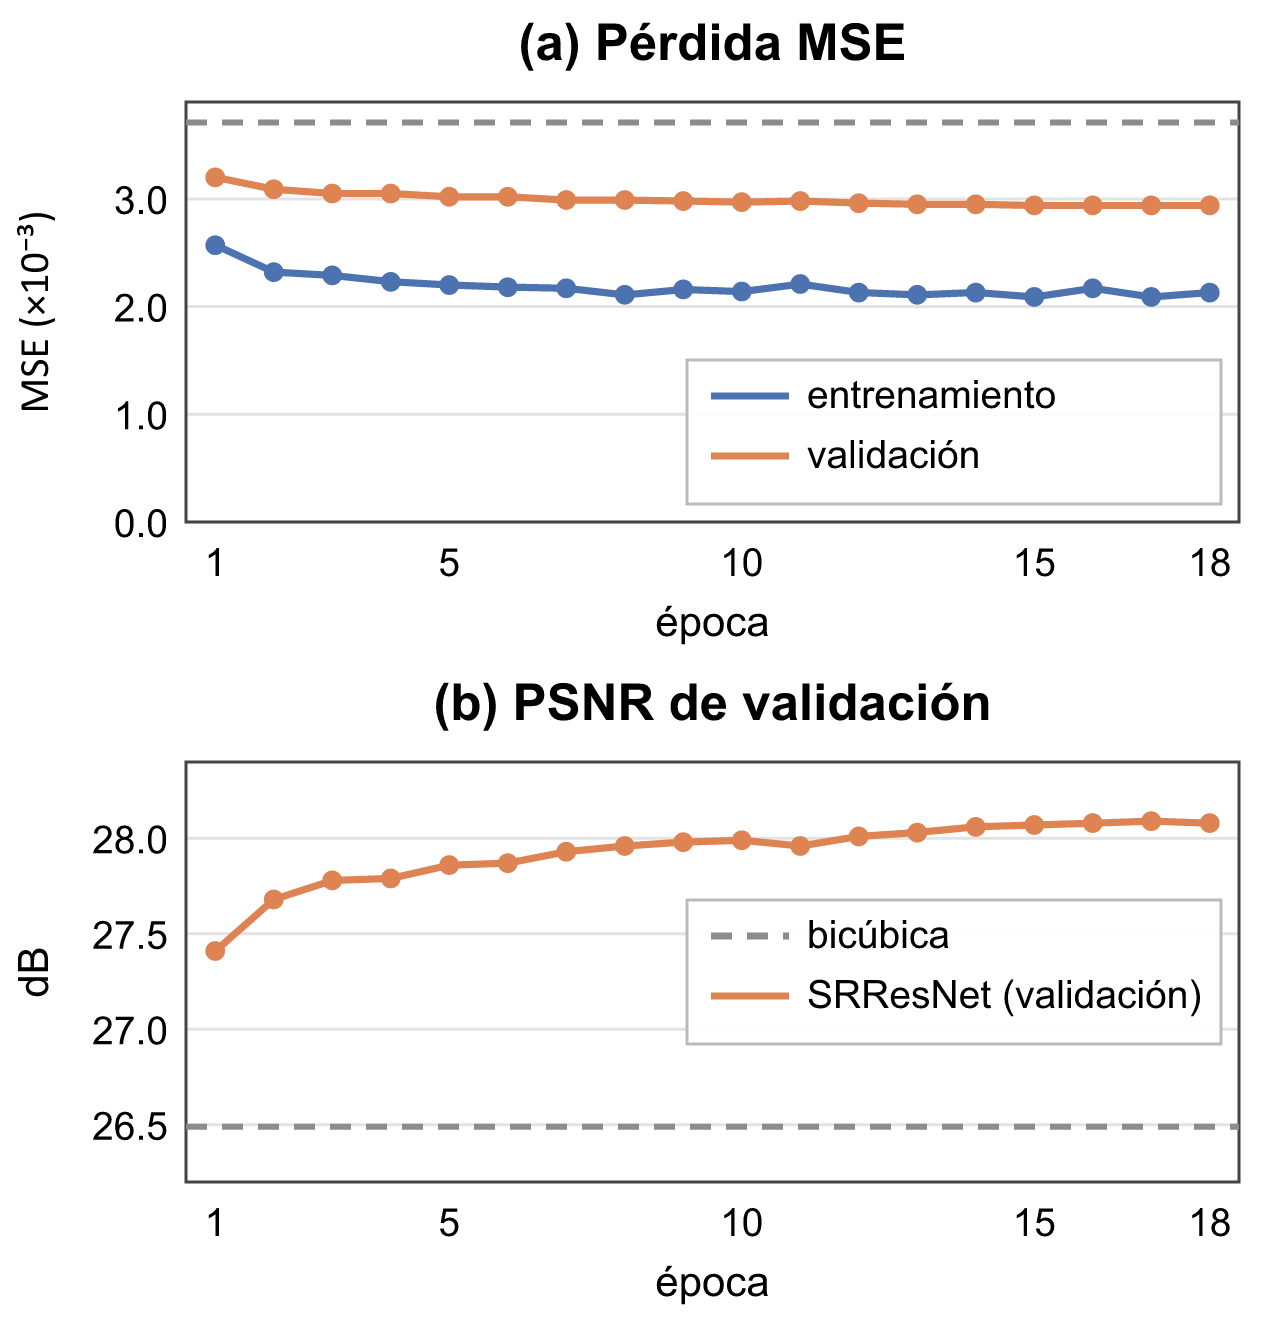 (a) Pérdida MSE
MSE (×10⁻³)
3.0
2.0
1.0
0.0
entrenamiento
validación
1 5 10 15 18
época
(b) PSNR de validación
dB
28.0
27.5
27.0
26.5
bicúbica
SRResNet (validación)
1 5 10 15 18
época